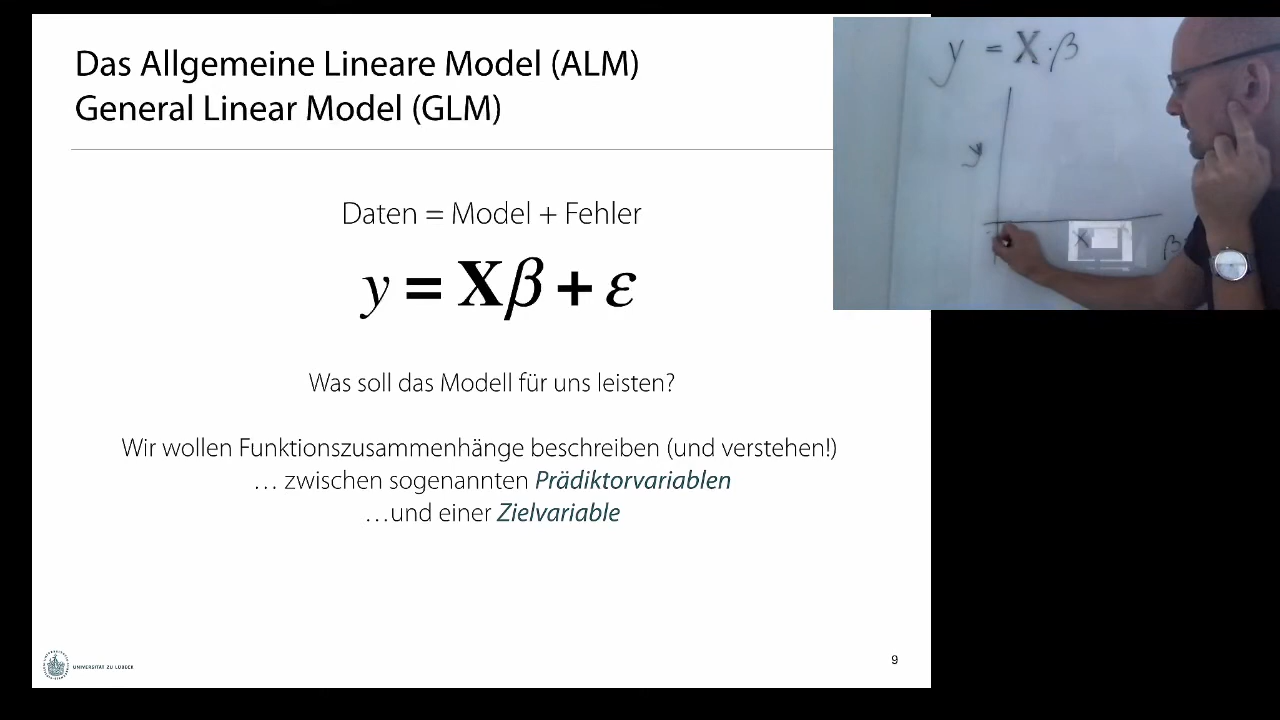 Das Allgemeine Lineare Model (ALM)
General Linear Model (GLM)
Daten = Model + Fehler
y = Xβ + ε
Was soll das Modell für uns leisten?
Wir wollen Funktionszusammenhänge beschreiben (und verstehen!)
… zwischen sogenannten Prädiktorvariablen
…und einer Zielvariable
UNIVERSITÄT ZU LÜBECK
9
y = X·β
y
X
β